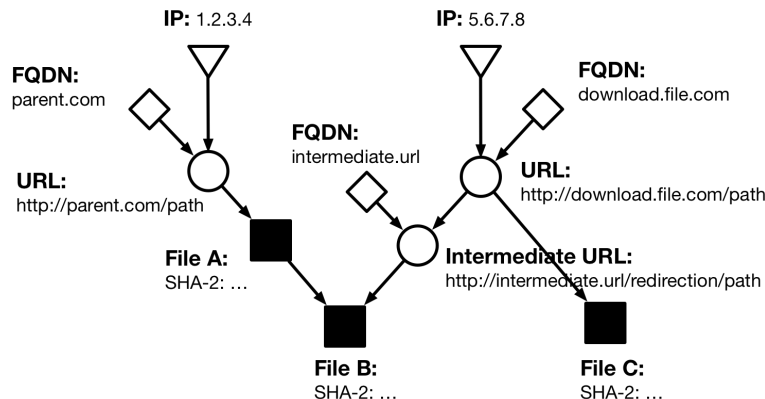 IP: 1.2.3.4
IP: 5.6.7.8
FQDN:
parent.com
FQDN:
download.file.com
FQDN:
intermediate.url
URL:
http://parent.com/path
URL:
http://download.file.com/path
File A:
SHA-2: …
Intermediate URL:
http://intermediate.url/redirection/path
File B:
SHA-2: …
File C:
SHA-2: …